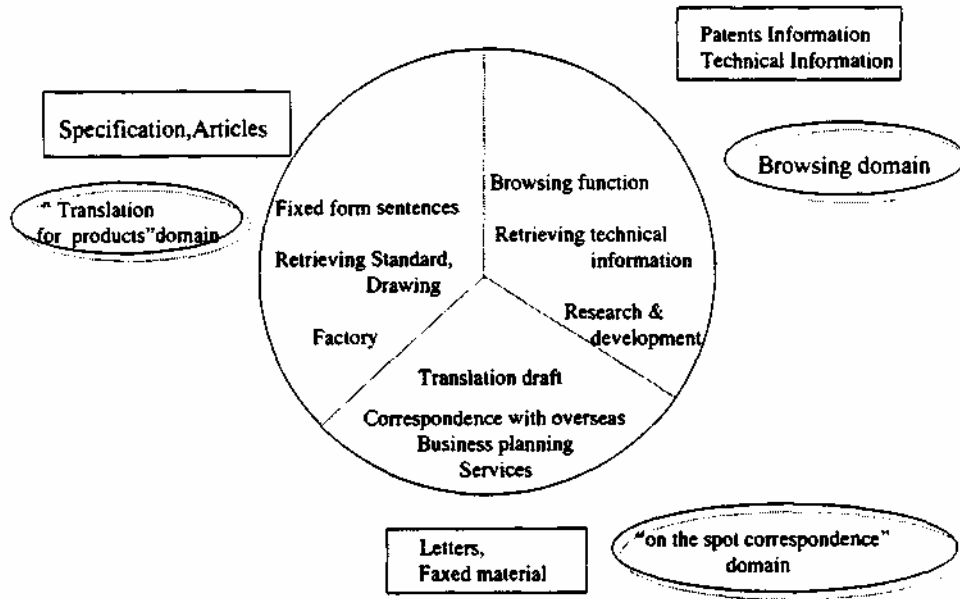 Patents Information
Technical Information
Specification,Articles
Browsing domain
" Translation
for products"domain
Browsing function
Fixed form sentences
Retrieving technical
information
Retrieving Standard,
Drawing
Research &
development
Factory
Translation draft
Correspondence with overseas
Business planning
Services
Letters,
Faxed material
"on the spot correspondence"
domain